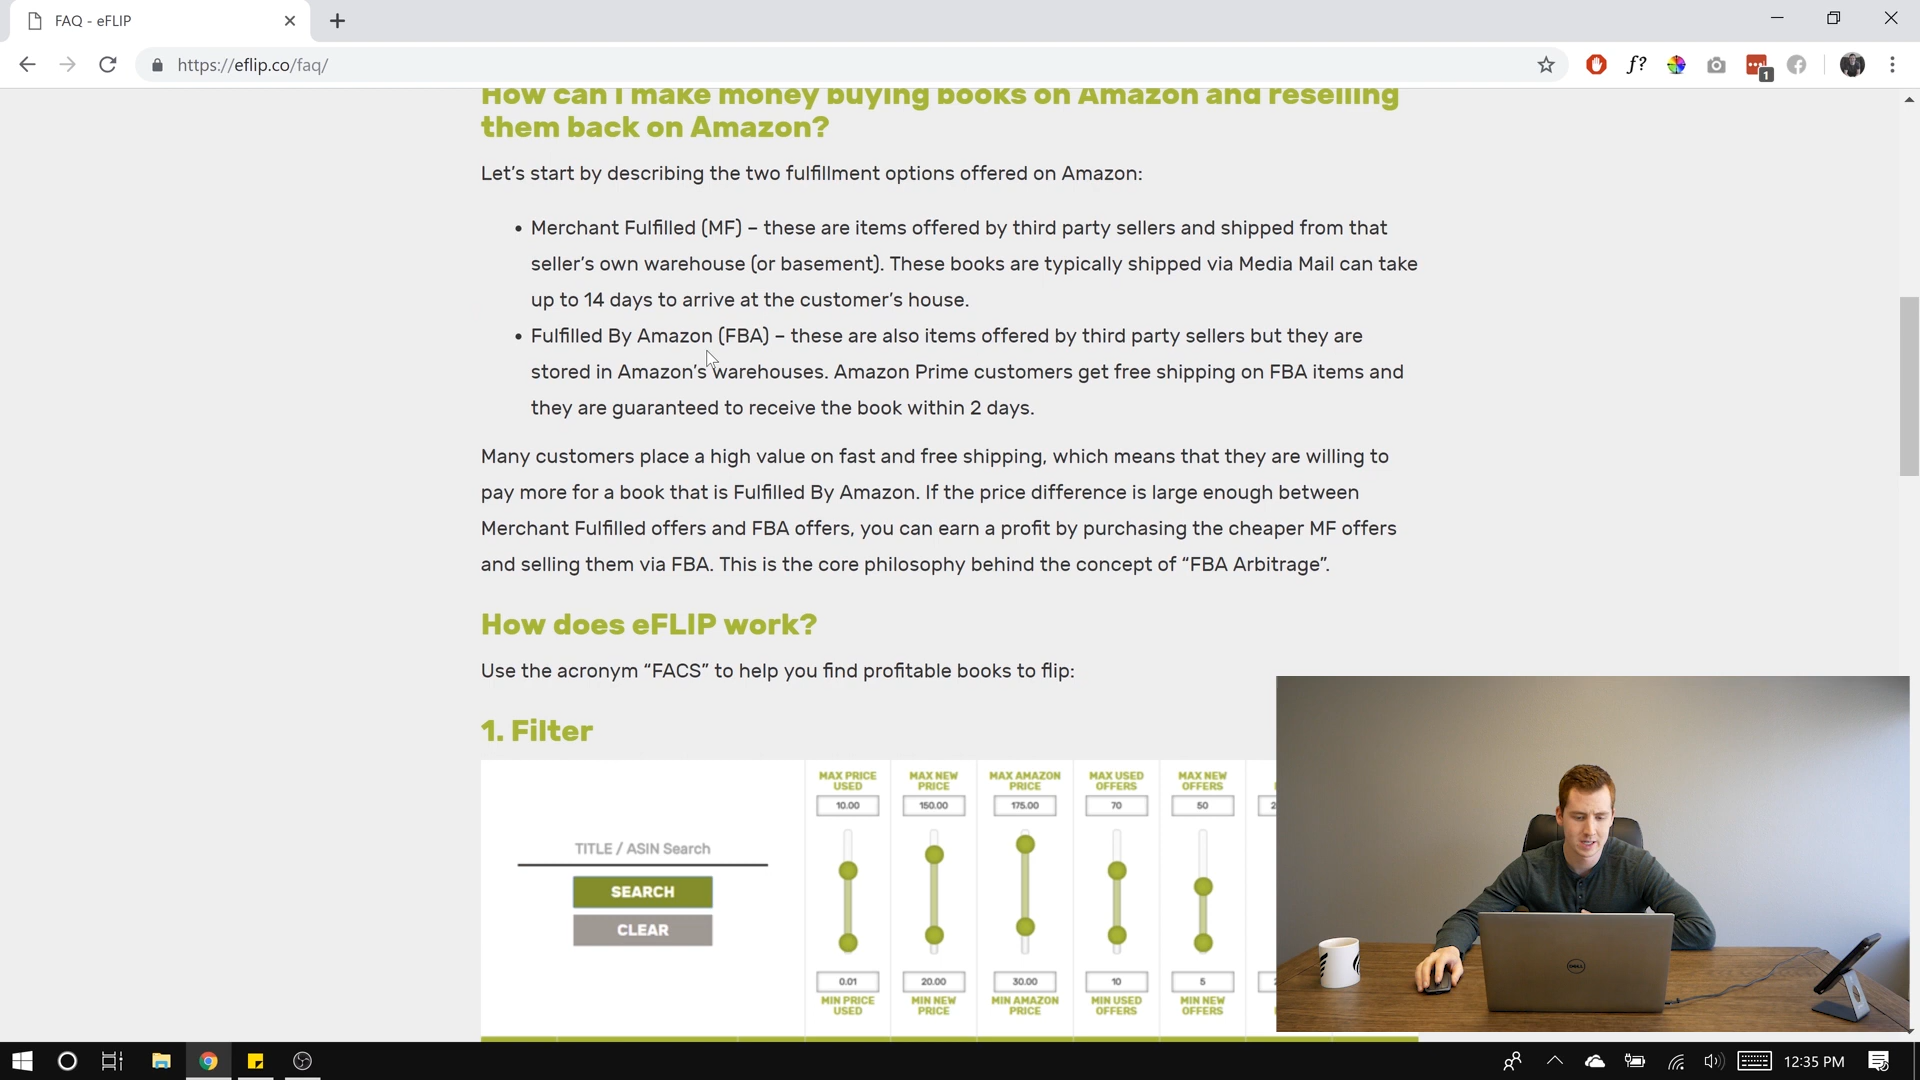 FAQ - eFLIP
https://eflip.co/faq/
1
How can I make money buying books on Amazon and reselling
them back on Amazon?
Let's start by describing the two fulfillment options offered on Amazon:
• Merchant Fulfilled (MF) – these are items offered by third party sellers and shipped from that
seller's own warehouse (or basement). These books are typically shipped via Media Mail can take
up to 14 days to arrive at the customer's house.
• Fulfilled By Amazon (FBA) – these are also items offered by third party sellers but they are
stored in Amazon's warehouses. Amazon Prime customers get free shipping on FBA items and
they are guaranteed to receive the book within 2 days.
Many customers place a high value on fast and free shipping, which means that they are willing to
pay more for a book that is Fulfilled By Amazon. If the price difference is large enough between
Merchant Fulfilled offers and FBA offers, you can earn a profit by purchasing the cheaper MF offers
and selling them via FBA. This is the core philosophy behind the concept of “FBA Arbitrage”.
How does eFLIP work?
Use the acronym “FACS” to help you find profitable books to flip:
1. Filter
MAX PRICE USED MAX NEW PRICE MAX AMAZON PRICE MAX USED OFFERS MAX NEW OFFERS
10.00 150.00 175.00 70 50 2
TITLE / ASIN Search
SEARCH
CLEAR
0.01 20.00 30.00 10 5 2
MIN PRICE USED MIN NEW PRICE MIN AMAZON PRICE MIN USED OFFERS MIN NEW OFFERS
DELL
12:35 PM